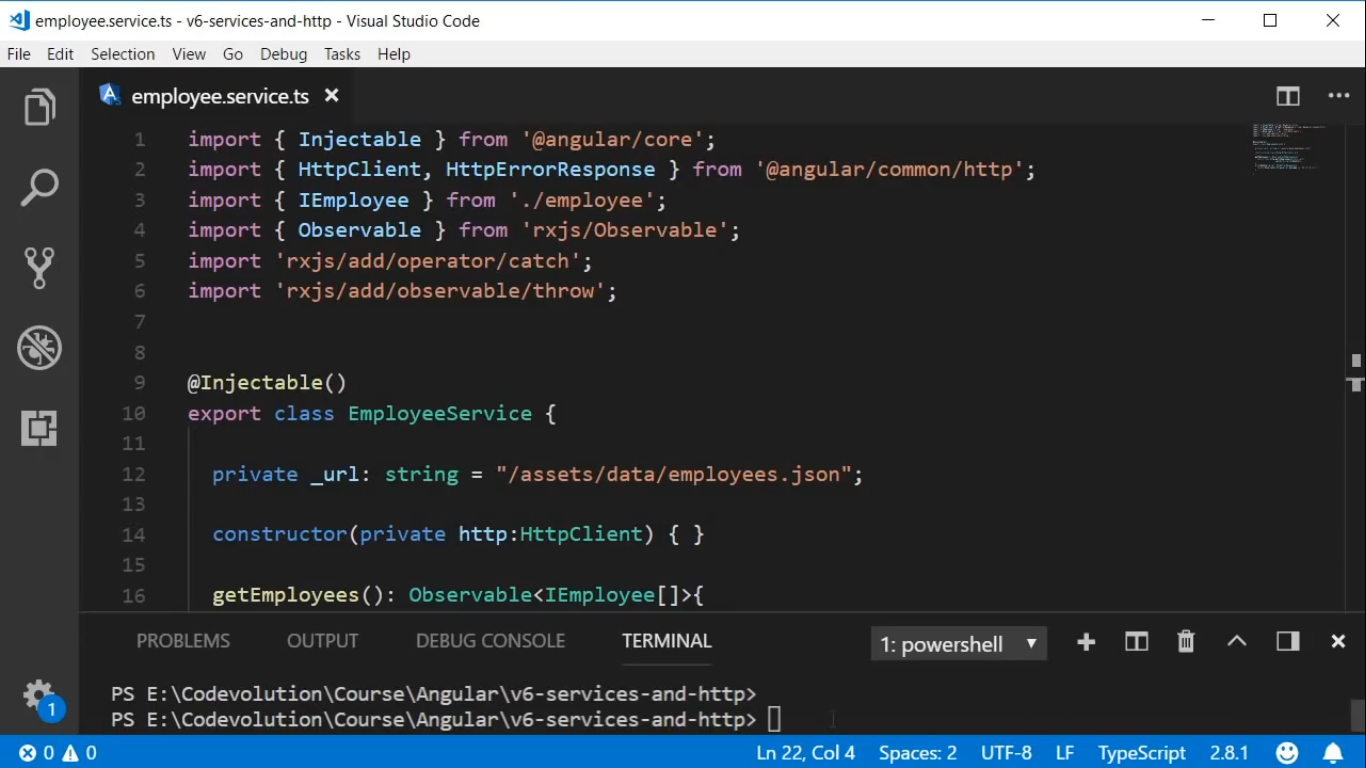 employee.service.ts - v6-services-and-http - Visual Studio Code
File Edit Selection View Go Debug Tasks Help
employee.service.ts
1 import { Injectable } from '@angular/core';
2 import { HttpClient, HttpErrorResponse } from '@angular/common/http';
3 import { IEmployee } from './employee';
4 import { Observable } from 'rxjs/Observable';
5 import 'rxjs/add/operator/catch';
6 import 'rxjs/add/observable/throw';
7
8
9 @Injectable()
10 export class EmployeeService {
11
12 private _url: string = "/assets/data/employees.json";
13
14 constructor(private http:HttpClient) { }
15
16 getEmployees(): Observable<IEmployee[]>{
PROBLEMS OUTPUT DEBUG CONSOLE TERMINAL 1: powershell
PS E:\Codevolution\Course\Angular\v6-services-and-http>
PS E:\Codevolution\Course\Angular\v6-services-and-http>
1
0 0 Ln 22, Col 4 Spaces: 2 UTF-8 LF TypeScript 2.8.1